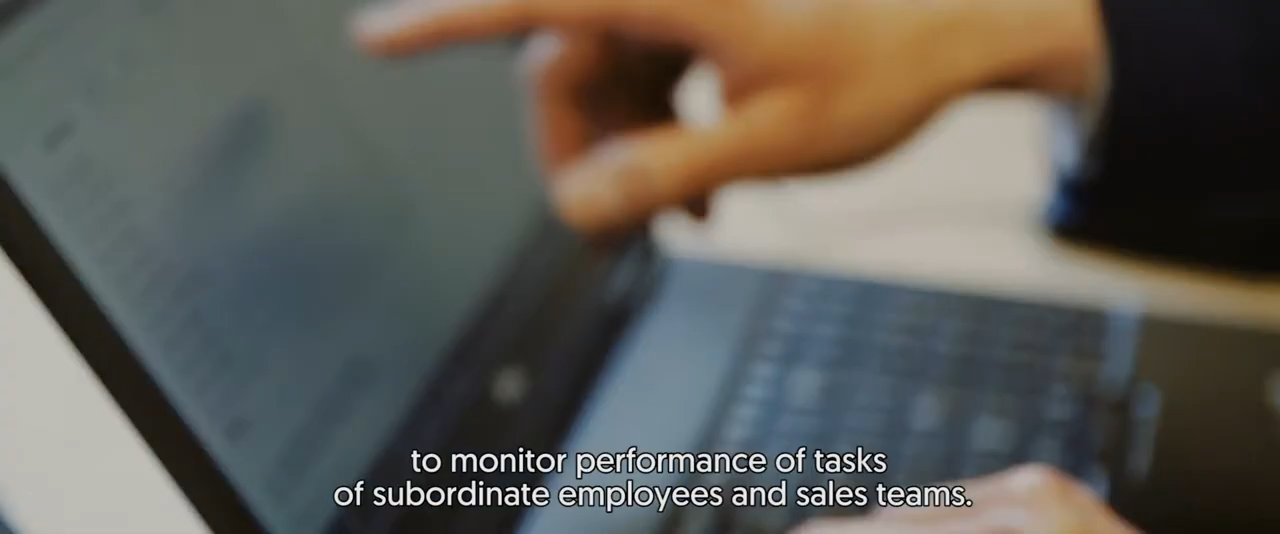 to monitor performance of tasks
of subordinate employees and sales teams.